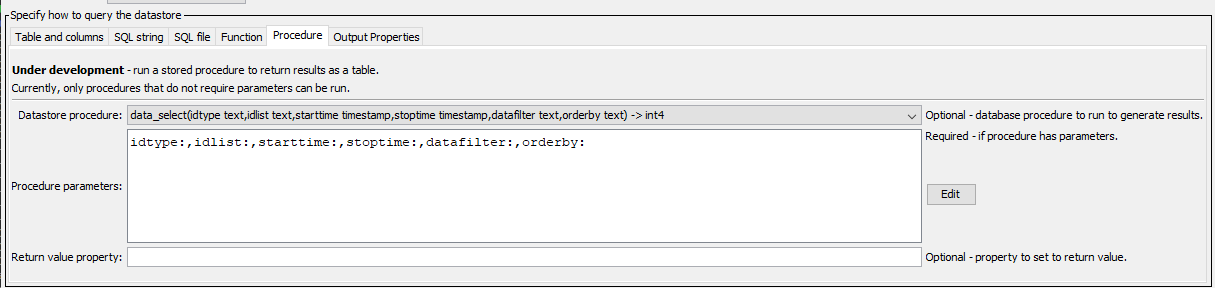 Specify how to query the datastore
Table and columns SQL string SQL file Function Procedure Output Properties
Under development - run a stored procedure to return results as a table.
Currently, only procedures that do not require parameters can be run.
Datastore procedure: data_select(idtype text,idlist text,starttime timestamp,stoptime timestamp,datafilter text,orderby text) -> int4 Optional - database procedure to run to generate results.
Required - if procedure has parameters.
idtype:,idlist:,starttime:,stoptime:,datafilter:,orderby:
Procedure parameters: Edit
Return value property: Optional - property to set to return value.